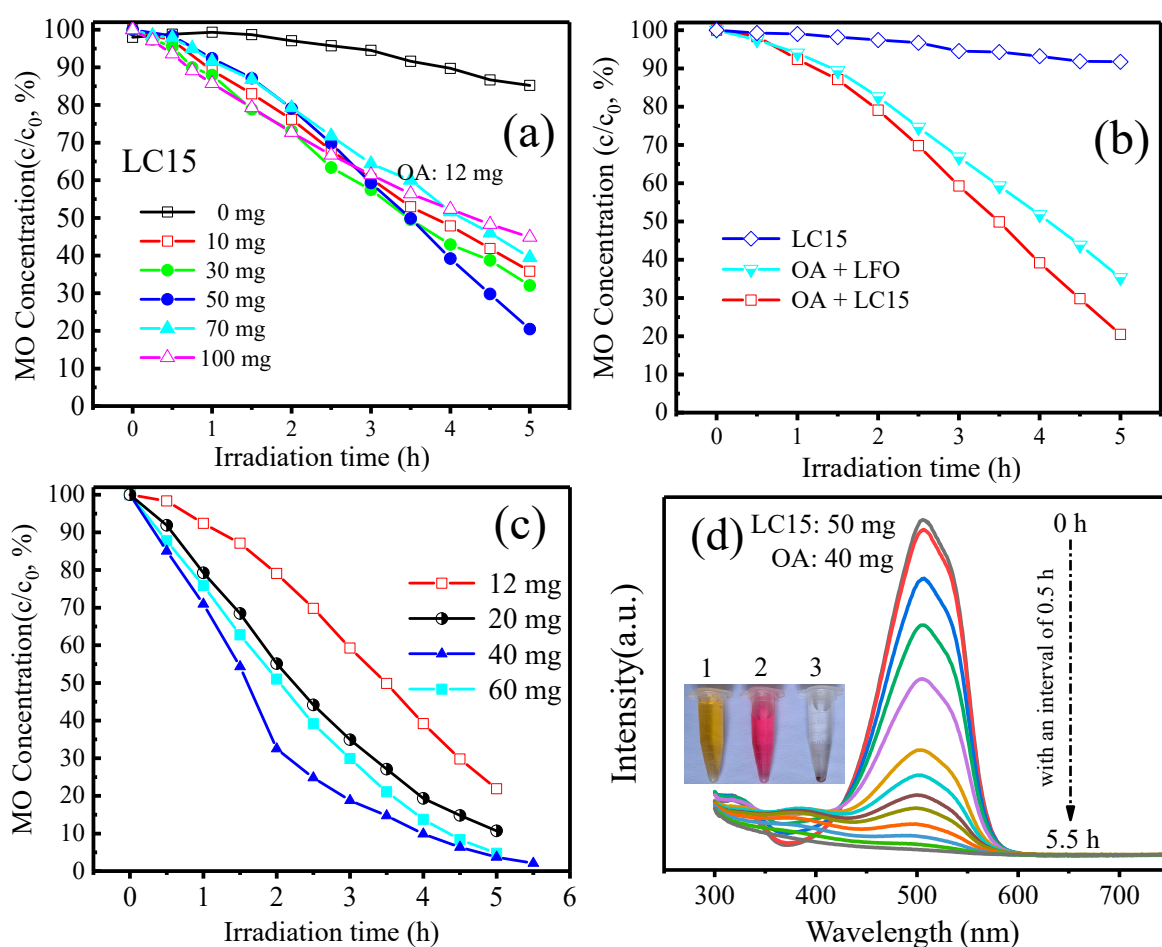 100
90
80
70
60
50
40
30
20
10
0
MO Concentration(c/c₀, %)
(a)
LC15
OA: 12 mg
0 mg
10 mg
30 mg
50 mg
70 mg
100 mg
0 1 2 3 4 5
Irradiation time (h)
100
90
80
70
60
50
40
30
20
10
0
MO Concentration (c/c₀, %)
(b)
LC15
OA + LFO
OA + LC15
0 1 2 3 4 5
Irradiation time (h)
100
90
80
70
60
50
40
30
20
10
0
MO Concentration(c/c₀, %)
(c)
12 mg
20 mg
40 mg
60 mg
0 1 2 3 4 5 6
Irradiation time (h)
Intensity(a.u.)
(d)
LC15: 50 mg
OA: 40 mg
0 h
with an interval of 0.5 h
5.5 h
1 2 3
300 400 500 600 700
Wavelength (nm)